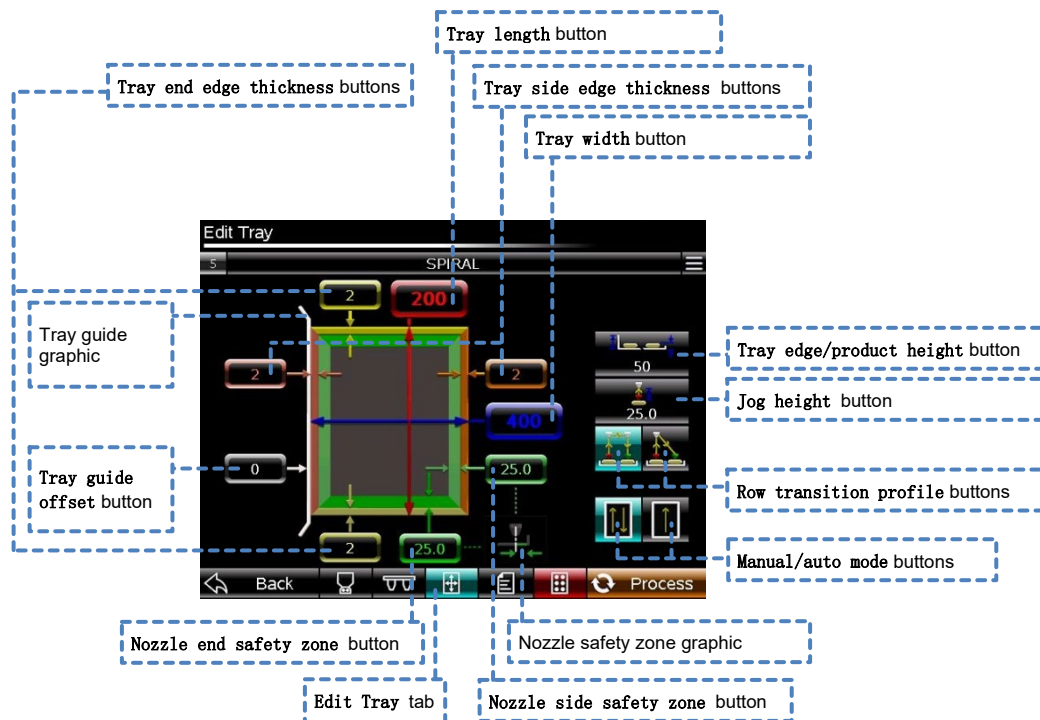 Tray length button
Tray end edge thickness buttons
Tray side edge thickness buttons
Tray width button
Edit Tray
5
SPIRAL
2
200
Tray guide
graphic
Tray edge/product height button
50
2
2
Jog height button
25.0
400
Tray guide
offset button
0
25.0
Row transition profile buttons
2
25.0
Manual/auto mode buttons
Back
Process
Nozzle end safety zone button
Nozzle safety zone graphic
Edit Tray tab
Nozzle side safety zone button